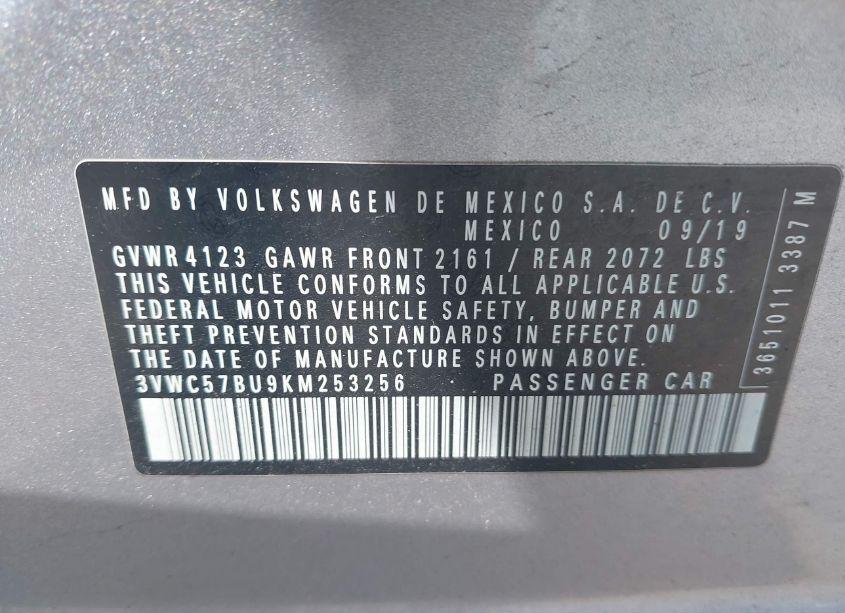 MFD BY VOLKSWAGEN DE MEXICO S.A. DE C.V.
MEXICO 09/19
GVWR 4123 GAWR FRONT 2161 / REAR 2072 LBS
THIS VEHICLE CONFORMS TO ALL APPLICABLE U.S.
FEDERAL MOTOR VEHICLE SAFETY, BUMPER AND
THEFT PREVENTION STANDARDS IN EFFECT ON
THE DATE OF MANUFACTURE SHOWN ABOVE.
3VWC57BU9KM253256 PASSENGER CAR
3651011 3387 M